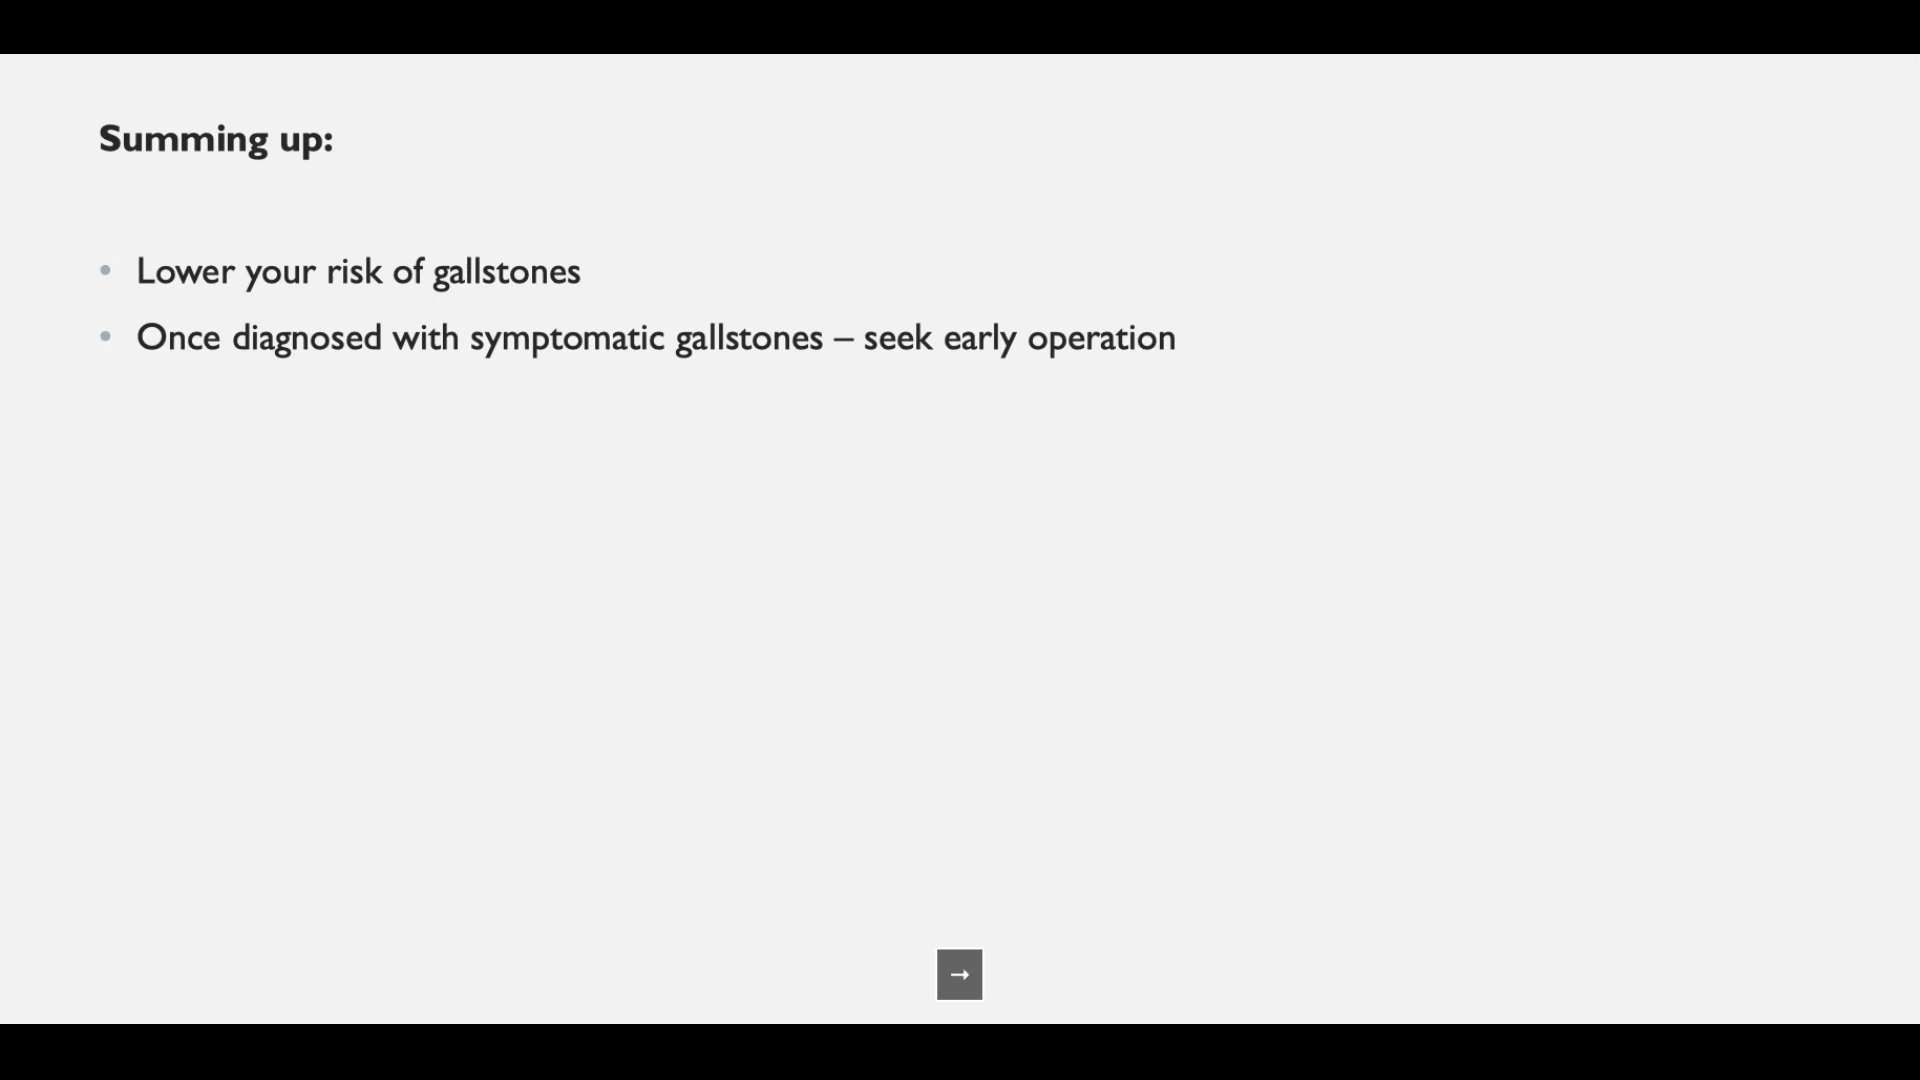 Summing up:
• Lower your risk of gallstones
• Once diagnosed with symptomatic gallstones – seek early operation
→